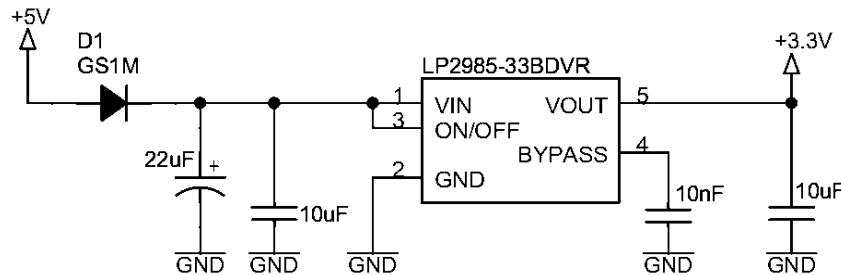 +5V
D1
GS1M
+3.3V
LP2985-33BDVR
1
VIN
VOUT
5
3
ON/OFF
BYPASS
4
22uF
+
2
GND
10uF
10nF
10uF
GND
GND
GND
GND
GND